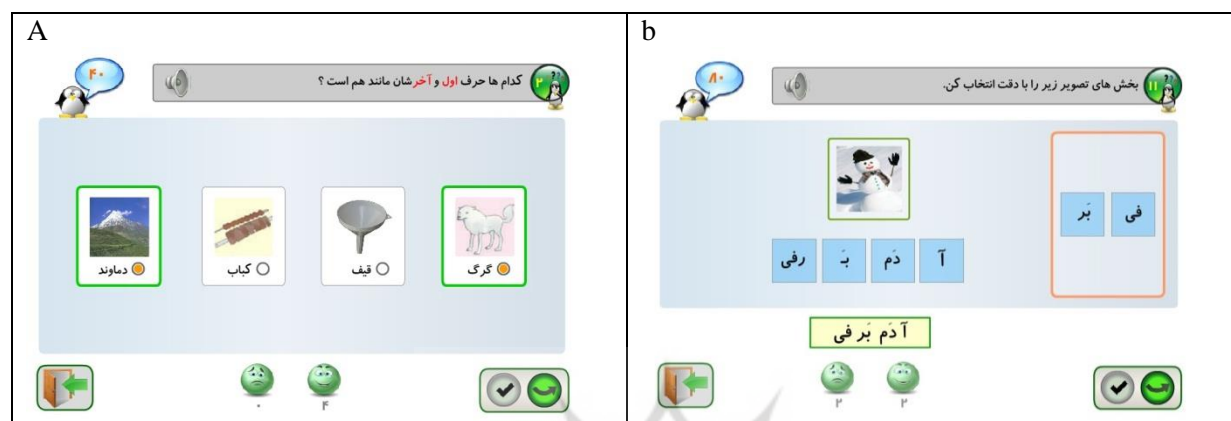 A
۴۰
کدام ها حرف اول و آخرشان مانند هم است ؟
۲
گرگ
قیف
کباب
دماوند
۰
۴
b
۸۰
بخش های تصویر زیر را با دقت انتخاب کن.
۱۱
فی
بَر
آ
دَم
بَـ
رفی
آ دَم بَر فی
۲
۲